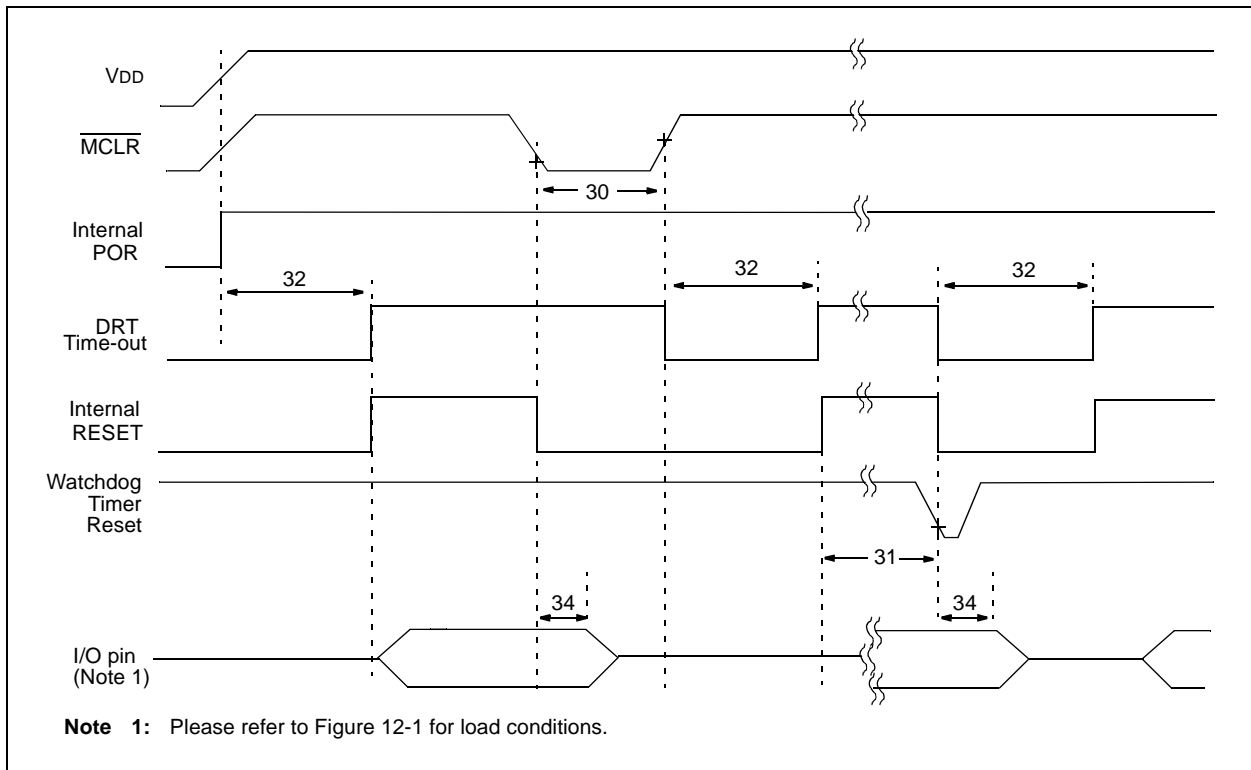 VDD
MCLR
30
Internal
POR
32
32
32
DRT
Time-out
Internal
RESET
Watchdog
Timer
Reset
31
34
34
I/O pin
(Note 1)
Note 1: Please refer to Figure 12-1 for load conditions.